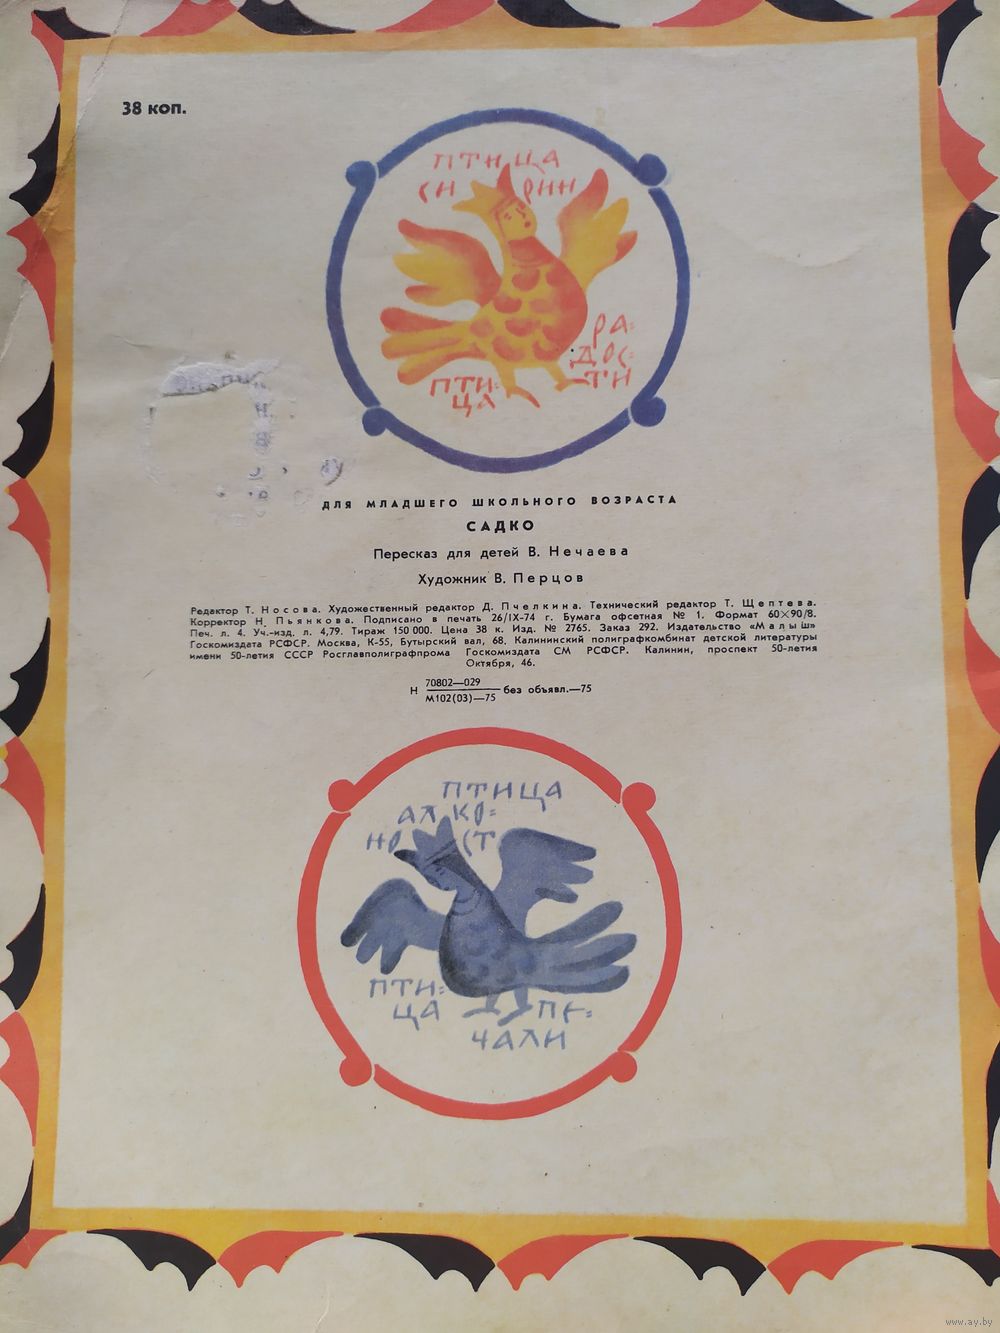 38 коп.
ПТИЦА
СИРИН
РА-
ДОС-
ТИ
ПТИ-
ЦА
ДЛЯ МЛАДШЕГО ШКОЛЬНОГО ВОЗРАСТА
САДКО
Пересказ для детей В. Нечаева
Художник В. Перцов
Редактор Т. Носова. Художественный редактор Д. Пчелкина. Технический редактор Т. Щептева.
Корректор Н. Пьянкова. Подписано в печать 26/IX-74 г. Бумага офсетная № 1. Формат 60×90/8.
Печ. л. 4. Уч.-изд. л. 4,79. Тираж 150 000. Цена 38 к. Изд. № 2765. Заказ 292. Издательство «Малыш»
Госкомиздата РСФСР. Москва, К-55, Бутырский вал, 68. Калининский полиграфкомбинат детской литературы
имени 50-летия СССР Росглавполиграфпрома Госкомиздата СМ РСФСР. Калинин, проспект 50-летия
Октября, 46.
Н 70802—029 без объявл.—75
М102(03)—75
ПТИЦА
АЛКО-
НОСТ
ПТИ-
ЦА
ПЕ-
ЧАЛИ
www.ay.by